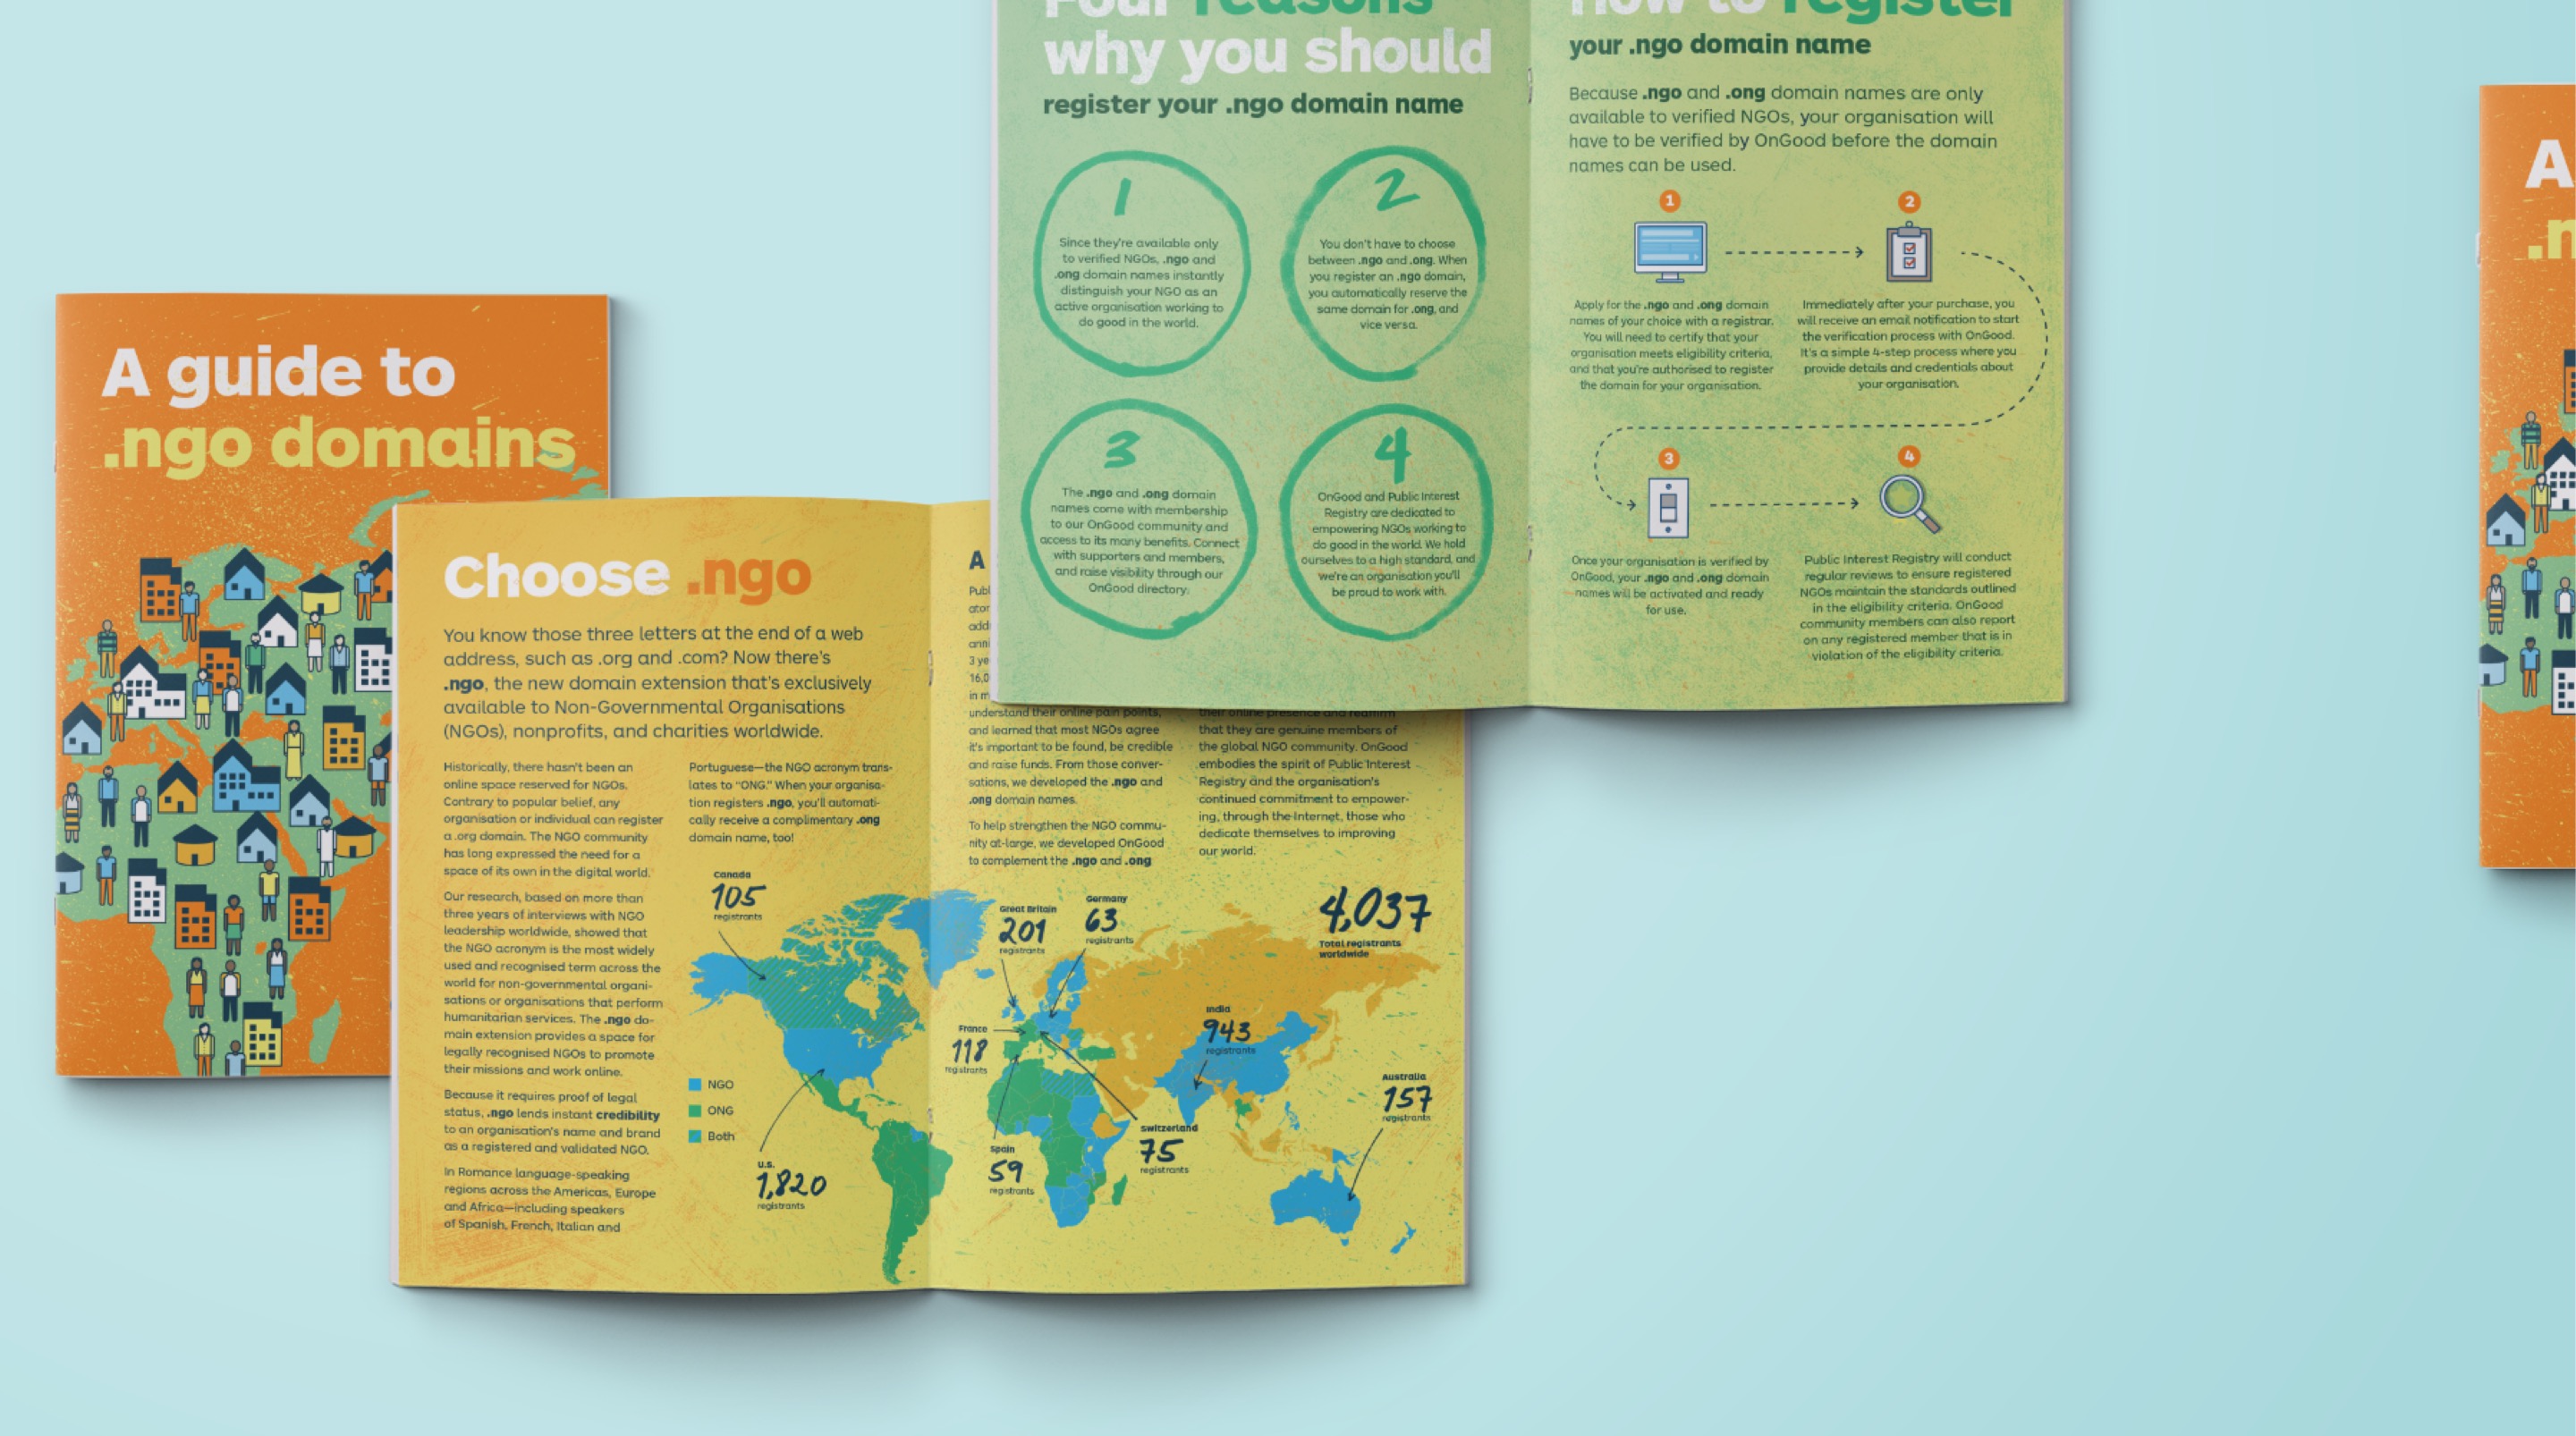 A guide to
.ngo domains
Choose .ngo
You know those three letters at the end of a web
address, such as .org and .com? Now there's
.ngo, the new domain extension that's exclusively
available to Non-Governmental Organisations
(NGOs), nonprofits, and charities worldwide.
Historically, there hasn't been an
online space reserved for NGOs.
Contrary to popular belief, any
organisation or individual can register
a .org domain. The NGO community
has long expressed the need for a
space of its own in the digital world.
Our research, based on more than
three years of interviews with NGO
leadership worldwide, showed that
the NGO acronym is the most widely
used and recognised term across the
world for non-governmental organi-
sations or organisations that perform
humanitarian services. The .ngo do-
main extension provides a space for
legally recognised NGOs to promote
their missions and work online.
Because it requires proof of legal
status, .ngo lends instant credibility
to an organisation's name and brand
as a registered and validated NGO.
In Romance language-speaking
regions across the Americas, Europe
and Africa—including speakers
of Spanish, French, Italian and
Portuguese—the NGO acronym trans-
lates to "ONG." When your organisa-
tion registers .ngo, you'll automati-
cally receive a complimentary .ong
domain name, too!
A
Publ
ator
addi
anni
3 ye
16,0
in m
understand their online pain points,
and learned that most NGOs agree
it's important to be found, be credible
and raise funds. From those conver-
sations, we developed the .ngo and
.ong domain names.
To help strengthen the NGO commu-
nity at-large, we developed OnGood
to complement the .ngo and .ong
their online presence and reaffirm
that they are genuine members of
the global NGO community. OnGood
embodies the spirit of Public Interest
Registry and the organisation's
continued commitment to empower-
ing, through the Internet, those who
dedicate themselves to improving
our world.
Canada
105
registrants
Great Britain
201
registrants
Germany
63
registrants
4,037
Total registrants
worldwide
France
118
registrants
India
943
registrants
Australia
157
registrants
NGO
ONG
Both
U.S.
1,820
registrants
Spain
59
registrants
Switzerland
75
registrants
Four reasons
why you should
register your .ngo domain name
1
Since they're available only
to verified NGOs, .ngo and
.ong domain names instantly
distinguish your NGO as an
active organisation working to
do good in the world.
2
You don't have to choose
between .ngo and .ong. When
you register an .ngo domain,
you automatically reserve the
same domain for .ong, and
vice versa.
3
The .ngo and .ong domain
names come with membership
to our OnGood community and
access to its many benefits. Connect
with supporters and members,
and raise visibility through our
OnGood directory.
4
OnGood and Public Interest
Registry are dedicated to
empowering NGOs working to
do good in the world. We hold
ourselves to a high standard, and
we're an organisation you'll
be proud to work with.
How to register
your .ngo domain name
Because .ngo and .ong domain names are only
available to verified NGOs, your organisation will
have to be verified by OnGood before the domain
names can be used.
1
Apply for the .ngo and .ong domain
names of your choice with a registrar.
You will need to certify that your
organisation meets eligibility criteria,
and that you're authorised to register
the domain for your organisation.
2
Immediately after your purchase, you
will receive an email notification to start
the verification process with OnGood.
It's a simple 4-step process where you
provide details and credentials about
your organisation.
3
Once your organisation is verified by
OnGood, your .ngo and .ong domain
names will be activated and ready
for use.
4
Public Interest Registry will conduct
regular reviews to ensure registered
NGOs maintain the standards outlined
in the eligibility criteria. OnGood
community members can also report
on any registered member that is in
violation of the eligibility criteria.
A
.n